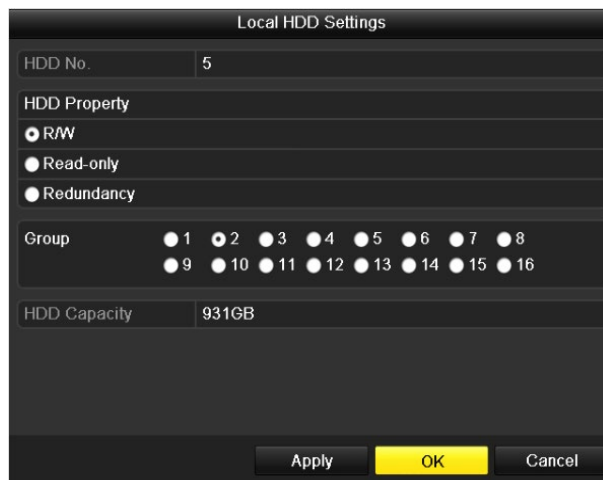 Local HDD Settings
HDD No. 5
HDD Property
R/W
Read-only
Redundancy
Group 1 2 3 4 5 6 7 8
9 10 11 12 13 14 15 16
HDD Capacity 931GB
Apply OK Cancel